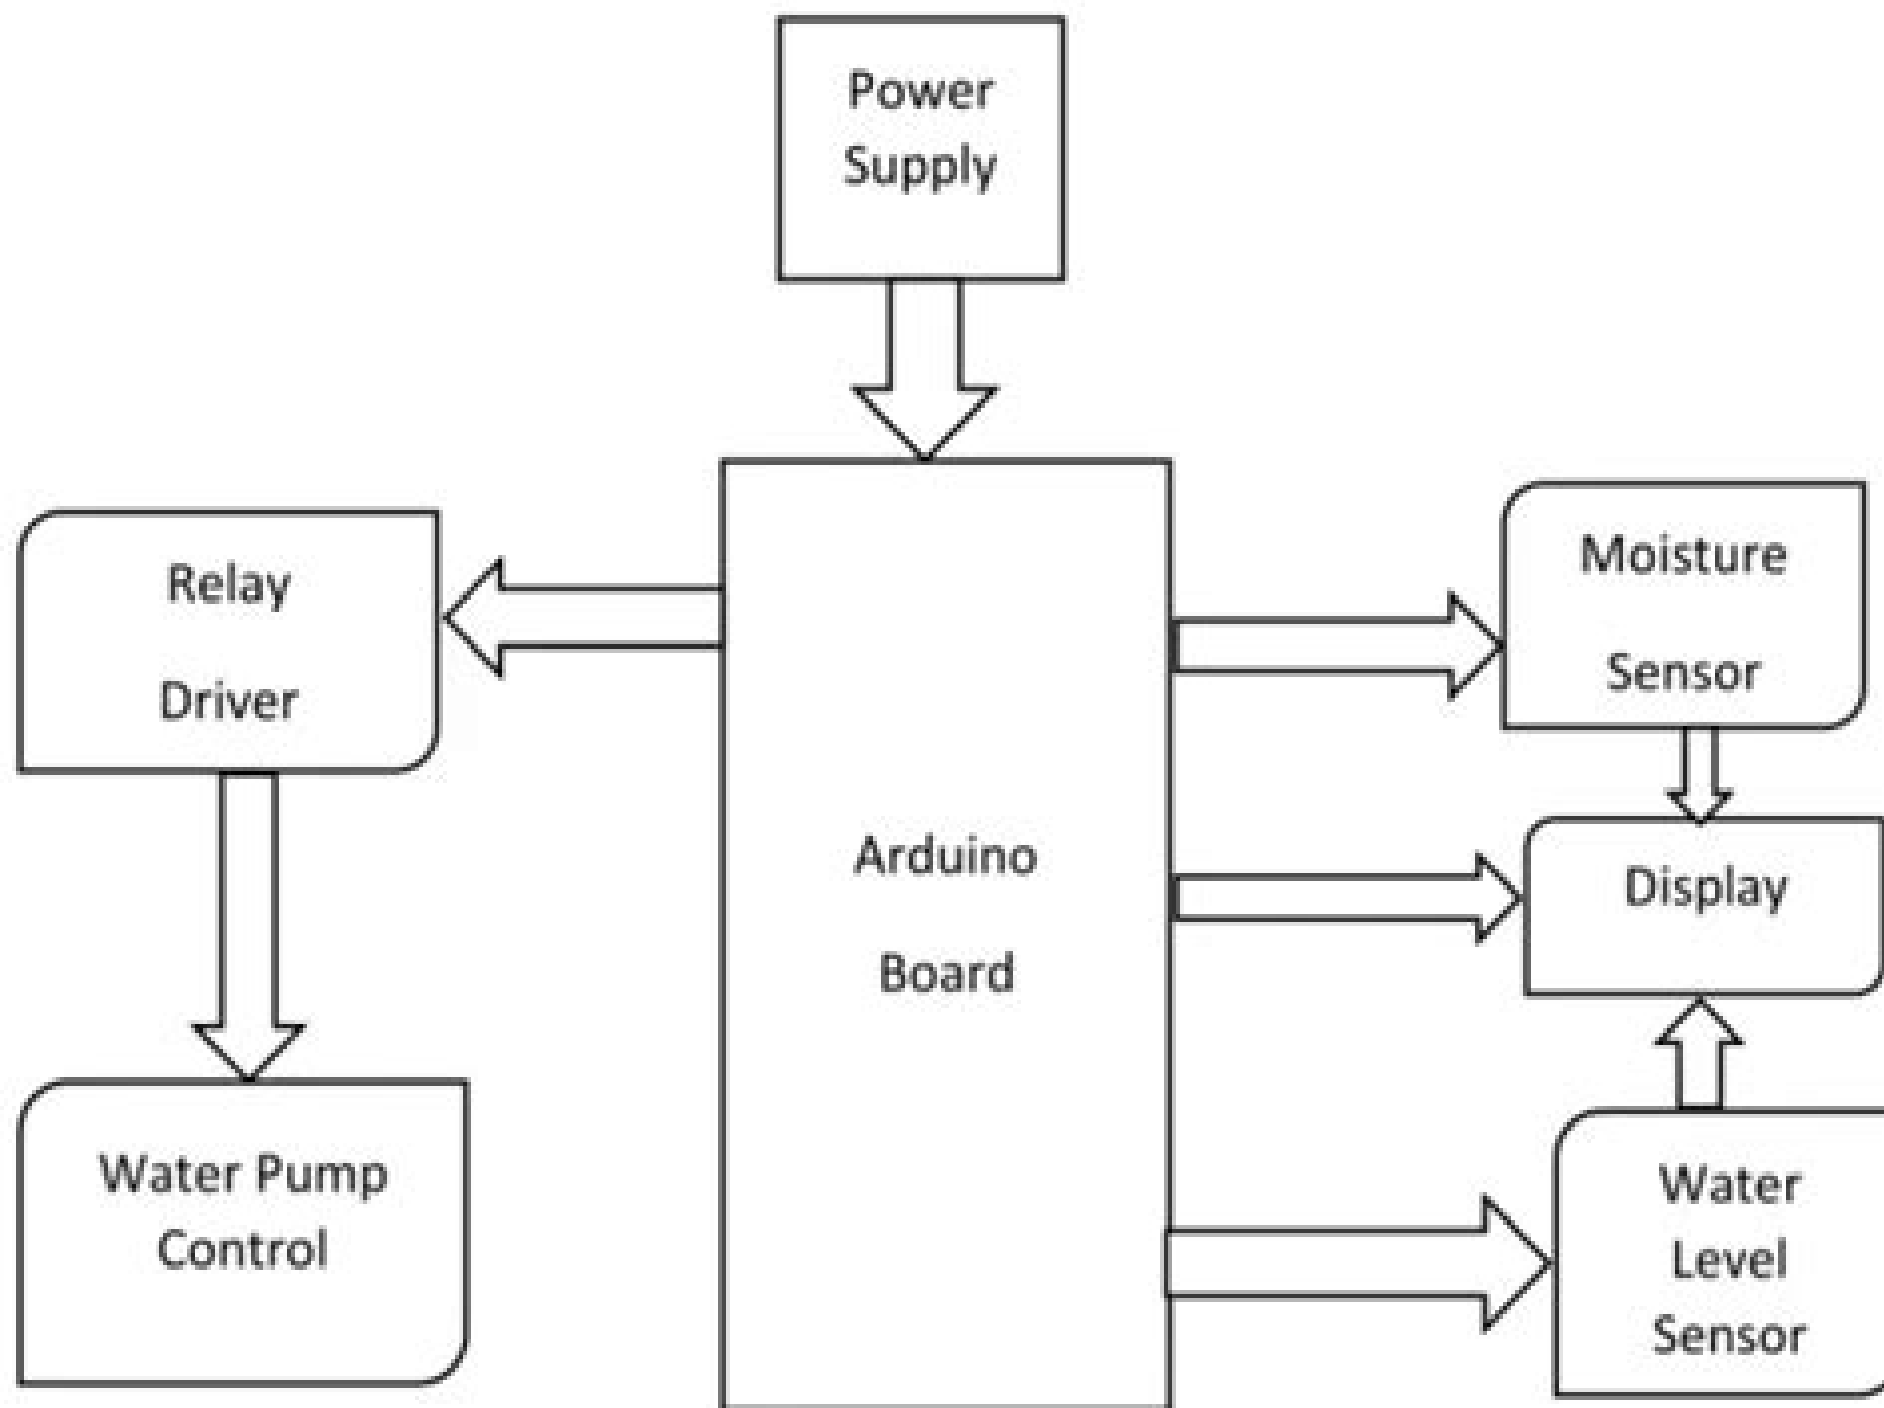 Power
Supply
Relay
Driver
Moisture
Sensor
Arduino
Board
Display
Water Pump
Control
Water
Level
Sensor